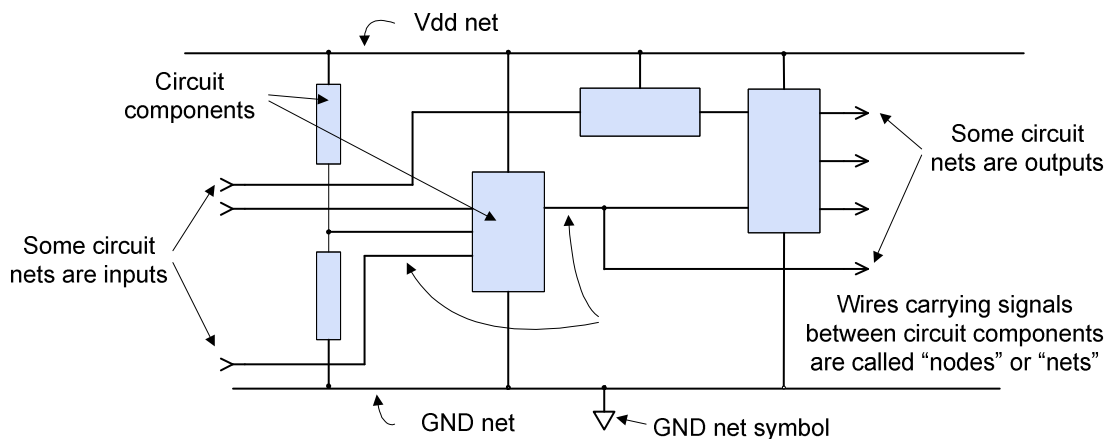 Vdd net
Circuit
components
Some circuit
nets are outputs
Some circuit
nets are inputs
Wires carrying signals
between circuit components
are called “nodes” or “nets”
GND net
GND net symbol